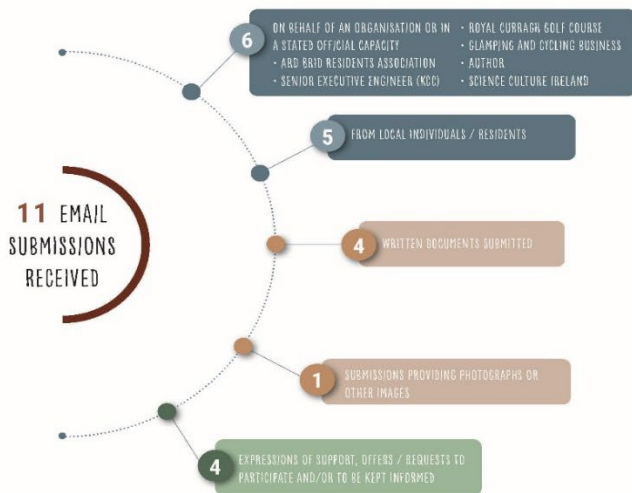 6
ON BEHALF OF AN ORGANISATION OR IN
A STATED OFFICIAL CAPACITY
• ARD BRID RESIDENTS ASSOCIATION
• SENIOR EXECUTIVE ENGINEER (KCC)
• ROYAL CURRAGH GOLF COURSE
• GLAMPING AND CYCLING BUSINESS
• AUTHOR
• SCIENCE CULTURE IRELAND
5
FROM LOCAL INDIVIDUALS / RESIDENTS
11 EMAIL
SUBMISSIONS
RECEIVED
4
WRITTEN DOCUMENTS SUBMITTED
1
SUBMISSIONS PROVIDING PHOTOGRAPHS OR
OTHER IMAGES
4
EXPRESSIONS OF SUPPORT, OFFERS / REQUESTS TO
PARTICIPATE AND/OR TO BE KEPT INFORMED